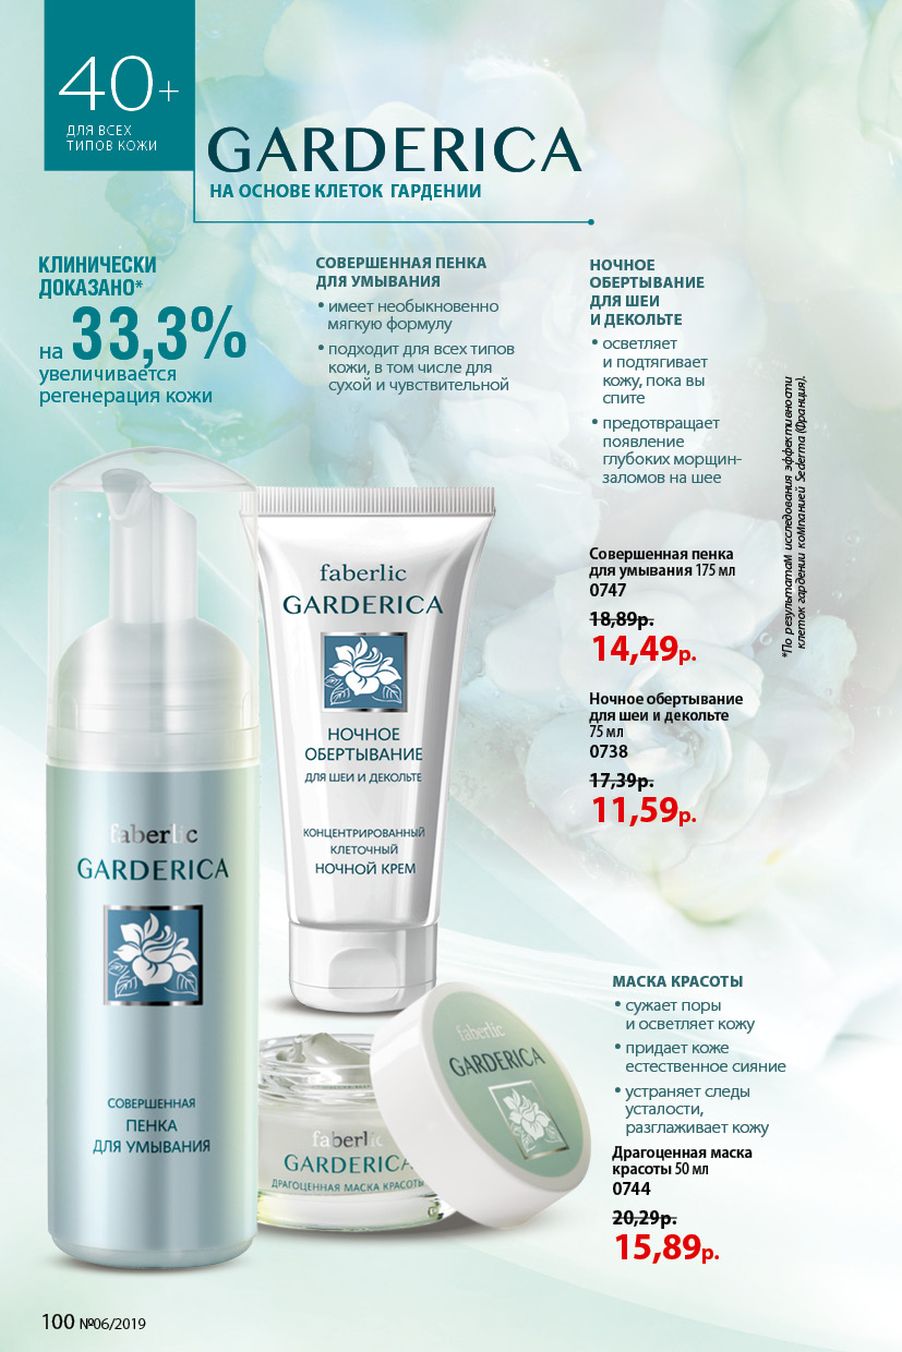 40+
ДЛЯ ВСЕХ
ТИПОВ КОЖИ
GARDERICA
НА ОСНОВЕ КЛЕТОК ГАРДЕНИИ
КЛИНИЧЕСКИ
ДОКАЗАНО*
на 33,3%
увеличивается
регенерация кожи
СОВЕРШЕННАЯ ПЕНКА
ДЛЯ УМЫВАНИЯ
• имеет необыкновенно
мягкую формулу
• подходит для всех типов
кожи, в том числе для
сухой и чувствительной
НОЧНОЕ
ОБЕРТЫВАНИЕ
ДЛЯ ШЕИ
И ДЕКОЛЬТЕ
• осветляет
и подтягивает
кожу, пока вы
спите
• предотвращает
появление
глубоких морщин-
заломов на шее
*По результатам исследования эффективности
клеток гардении компанией Sederma (Франция).
Совершенная пенка
для умывания 175 мл
0747
18,89р.
14,49р.
Ночное обертывание
для шеи и декольте
75 мл
0738
17,39р.
11,59р.
faberlic
GARDERICA
НОЧНОЕ
ОБЕРТЫВАНИЕ
ДЛЯ ШЕИ И ДЕКОЛЬТЕ
КОНЦЕНТРИРОВАННЫЙ
КЛЕТОЧНЫЙ
НОЧНОЙ КРЕМ
faberlic
GARDERICA
СОВЕРШЕННАЯ
ПЕНКА
ДЛЯ УМЫВАНИЯ
faberlic
GARDERICA
faberlic
GARDERICA
ДРАГОЦЕННАЯ МАСКА КРАСОТЫ
МАСКА КРАСОТЫ
• сужает поры
и осветляет кожу
• придает коже
естественное сияние
• устраняет следы
усталости,
разглаживает кожу
Драгоценная маска
красоты 50 мл
0744
20,29р.
15,89р.
100 №06/2019